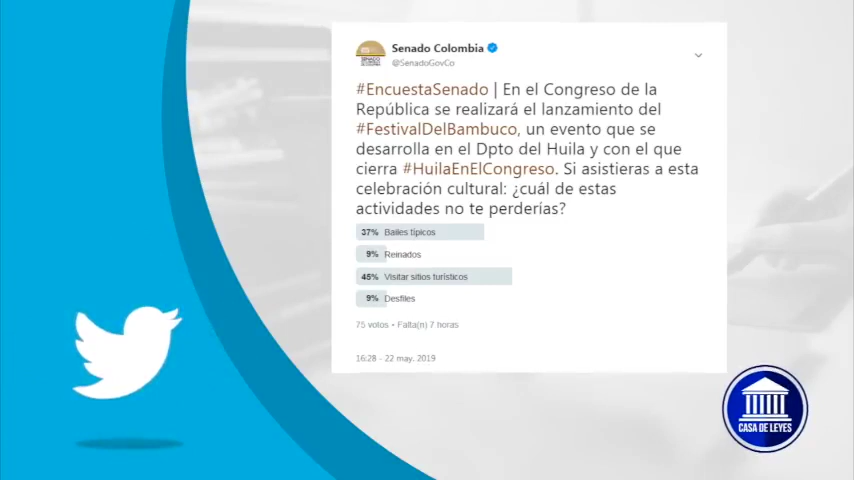 Senado Colombia
@SenadoGovCo
#EncuestaSenado | En el Congreso de la
República se realizará el lanzamiento del
#FestivalDelBambuco, un evento que se
desarrolla en el Dpto del Huila y con el que
cierra #HuilaEnElCongreso. Si asistieras a esta
celebración cultural: ¿cuál de estas
actividades no te perderías?
37% Bailes típicos
9% Reinados
45% Visitar sitios turísticos
9% Desfiles
75 votos • Falta(n) 7 horas
16:28 - 22 may. 2019
CASA DE LEYES